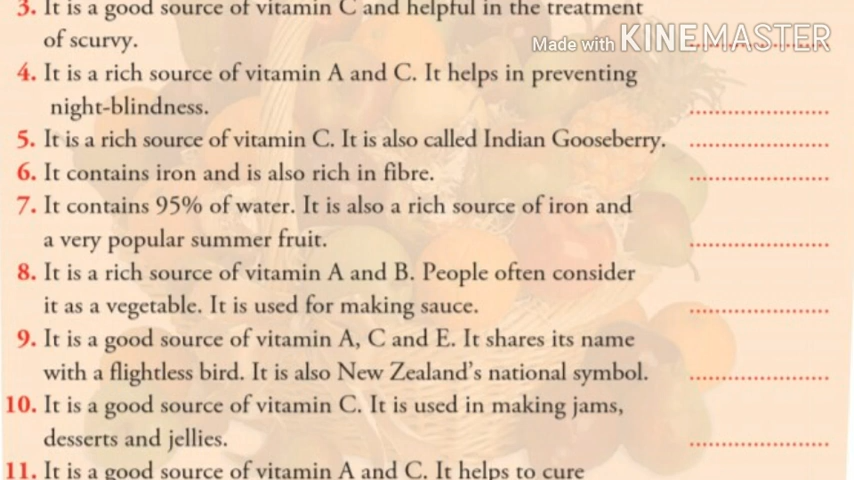 3. It is a good source of vitamin C and helpful in the treatment
of scurvy. ..............................
Made with KINEMASTER
4. It is a rich source of vitamin A and C. It helps in preventing
night-blindness. ..............................
5. It is a rich source of vitamin C. It is also called Indian Gooseberry. ..............................
6. It contains iron and is also rich in fibre. ..............................
7. It contains 95% of water. It is also a rich source of iron and
a very popular summer fruit. ..............................
8. It is a rich source of vitamin A and B. People often consider
it as a vegetable. It is used for making sauce. ..............................
9. It is a good source of vitamin A, C and E. It shares its name
with a flightless bird. It is also New Zealand's national symbol. ..............................
10. It is a good source of vitamin C. It is used in making jams,
desserts and jellies. ..............................
11. It is a good source of vitamin A and C. It helps to cure